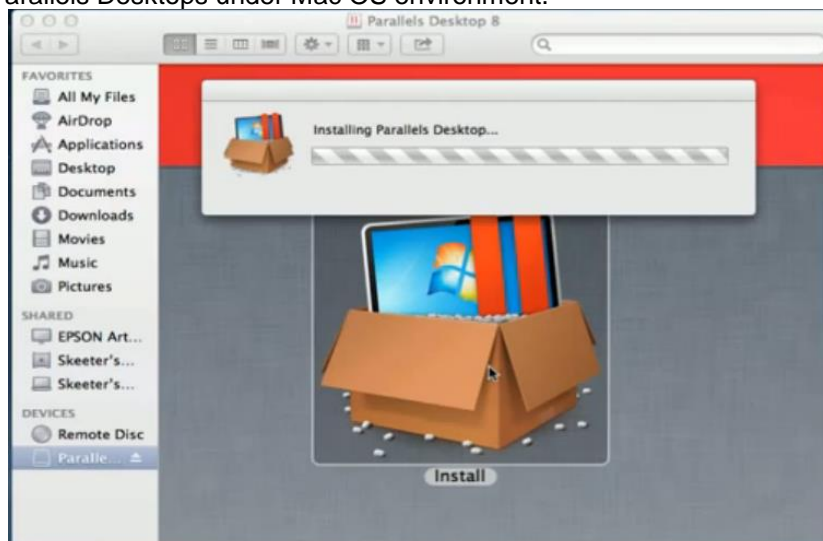 arallels Desktops under Mac OS environment.
Parallels Desktop 8
FAVORITES
All My Files
AirDrop
Applications
Desktop
Documents
Downloads
Movies
Music
Pictures
SHARED
EPSON Art...
Skeeter's...
Skeeter's...
DEVICES
Remote Disc
Paralle...
Installing Parallels Desktop...
Install